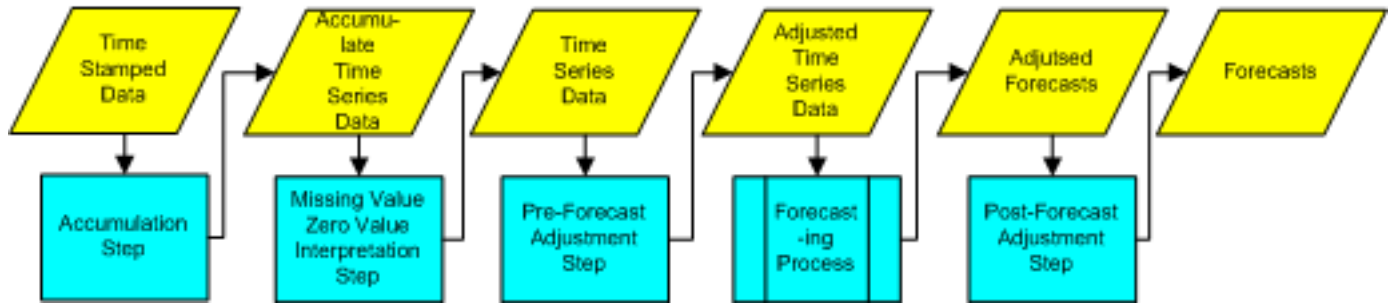 Time
Stamped
Data
Accumu-
late
Time
Series
Data
Time
Series
Data
Adjusted
Time
Series
Data
Adjutsed
Forecasts
Forecasts
Accumulation
Step
Missing Value
Zero Value
Interpretation
Step
Pre-Forecast
Adjustment
Step
Forecast
-ing
Process
Post-Forecast
Adjustment
Step